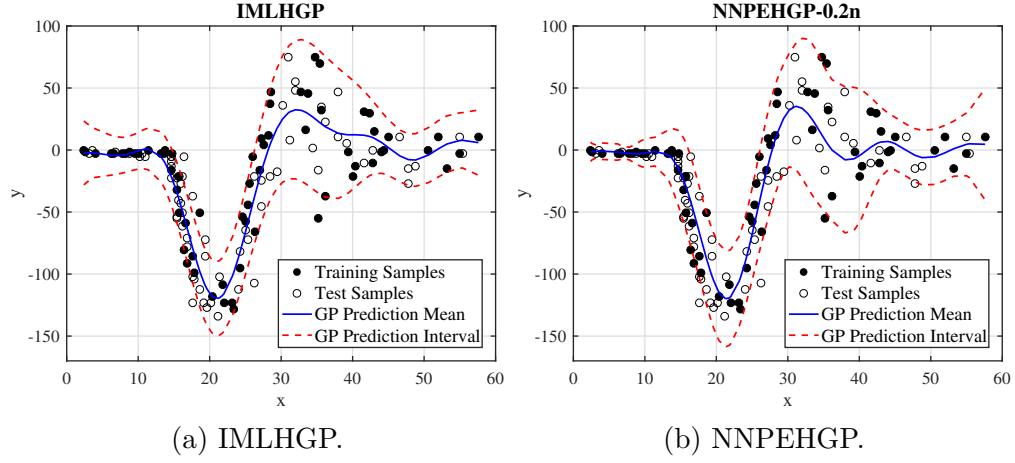 IMLHGP
100
50
0
-50
-100
-150
y
Training Samples
Test Samples
GP Prediction Mean
GP Prediction Interval
0 10 20 30 40 50 60
x
(a) IMLHGP.
NNPEHGP-0.2n
100
50
0
-50
-100
-150
y
Training Samples
Test Samples
GP Prediction Mean
GP Prediction Interval
0 10 20 30 40 50 60
x
(b) NNPEHGP.